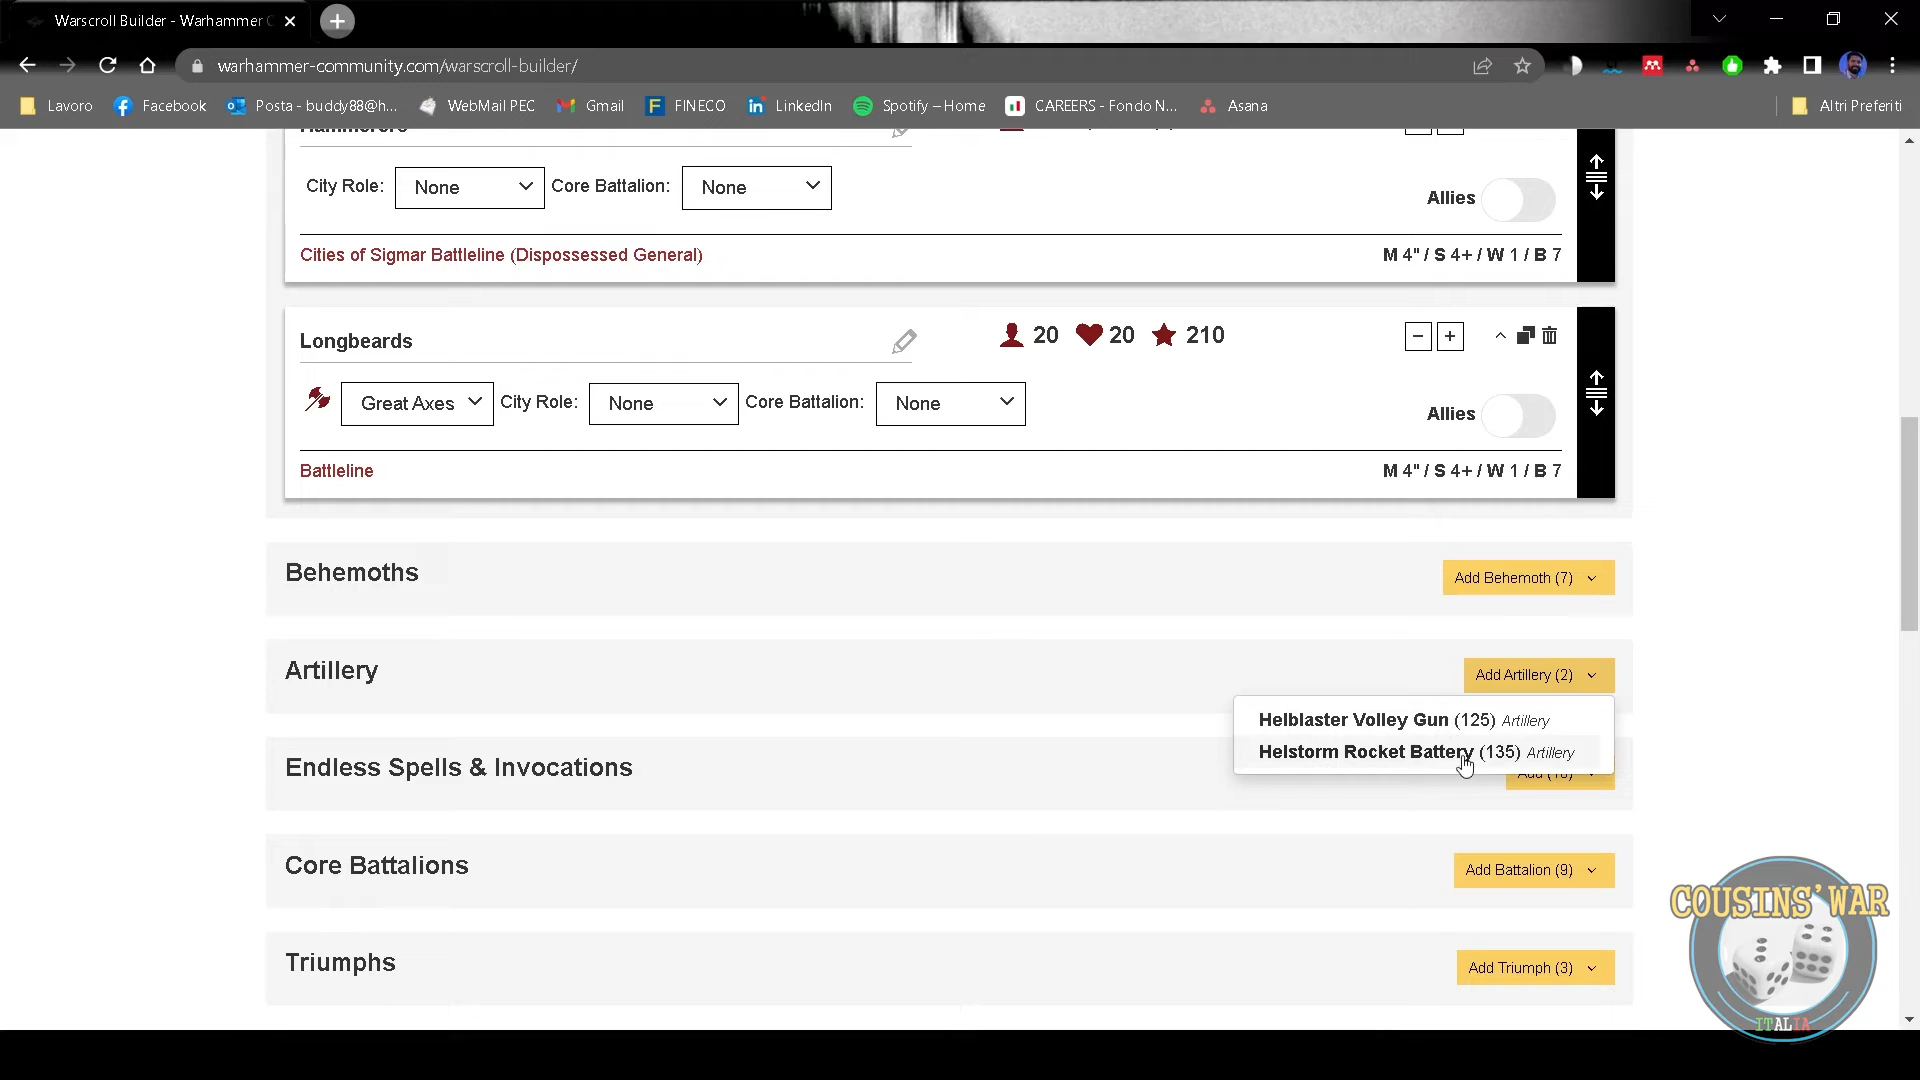 Warscroll Builder - Warhammer C
warhammer-community.com/warscroll-builder/
Lavoro Facebook Posta - buddy88@h... WebMail PEC Gmail FINECO LinkedIn Spotify – Home CAREERS - Fondo N... Asana Altri Preferiti
Hammerers
City Role: None Core Battalion: None
Allies
Cities of Sigmar Battleline (Dispossessed General) M 4" / S 4+ / W 1 / B 7
Longbeards 20 20 210 − +
Great Axes City Role: None Core Battalion: None
Allies
Battleline M 4" / S 4+ / W 1 / B 7
Behemoths Add Behemoth (7)
Artillery Add Artillery (2)
Helblaster Volley Gun (125) Artillery
Helstorm Rocket Battery (135) Artillery
Endless Spells & Invocations
Core Battalions Add Battalion (9)
Triumphs Add Triumph (3)
COUSINS' WAR
ITALIA